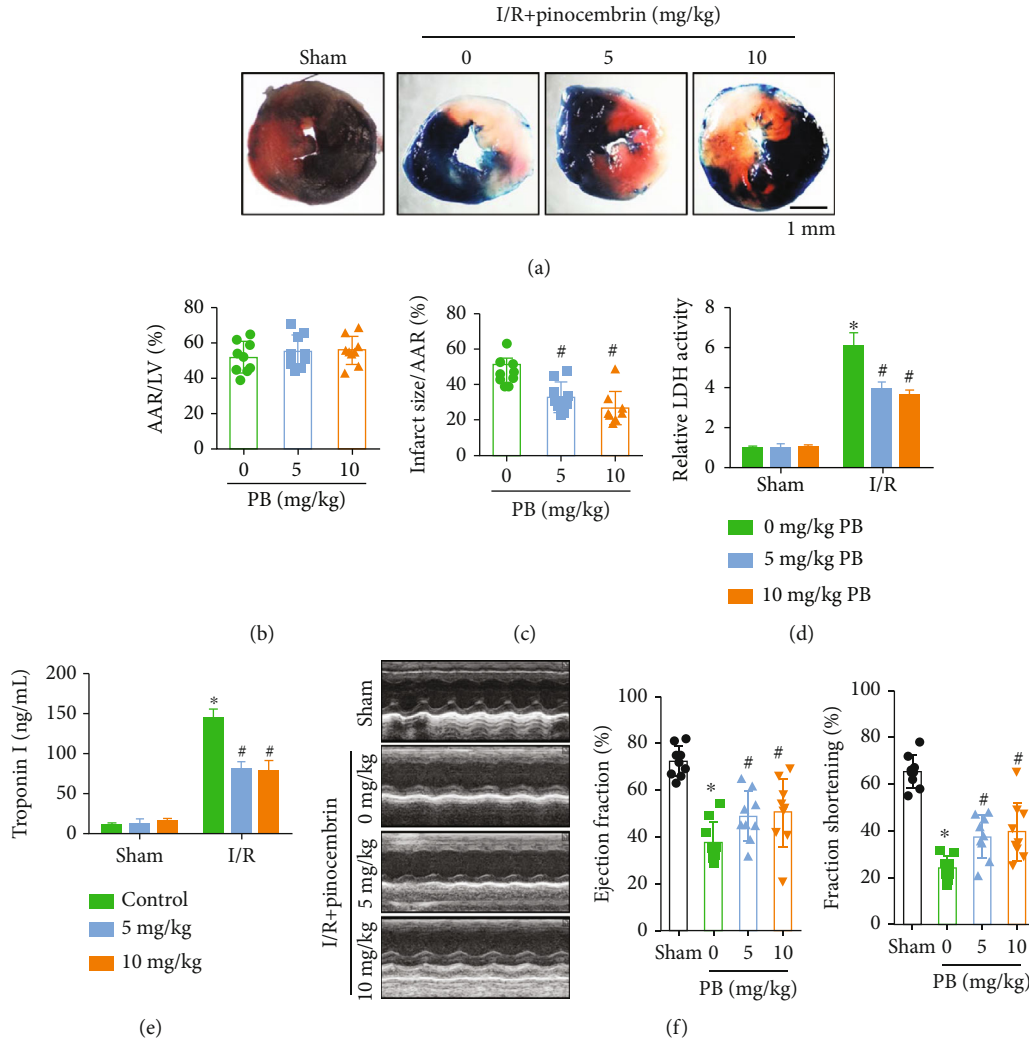 I/R+pinocembrin (mg/kg)
Sham 0 5 10
1 mm
(a)
AAR/LV (%)
80
60
40
20
0
0 5 10
PB (mg/kg)
(b)
Infarct size/AAR (%)
80
60
40
20
0
# #
0 5 10
PB (mg/kg)
(c)
Relative LDH activity
8
6
4
2
0
* # #
Sham I/R
0 mg/kg PB
5 mg/kg PB
10 mg/kg PB
(d)
Troponin I (ng/mL)
200
150
100
50
0
* # #
Sham I/R
Control
5 mg/kg
10 mg/kg
(e)
Sham
I/R+pinocembrin
0 mg/kg
5 mg/kg
10 mg/kg
Ejection fraction (%)
100
80
60
40
20
0
* # #
Sham 0 5 10
PB (mg/kg)
Fraction shortening (%)
100
80
60
40
20
0
* # #
Sham 0 5 10
PB (mg/kg)
(f)